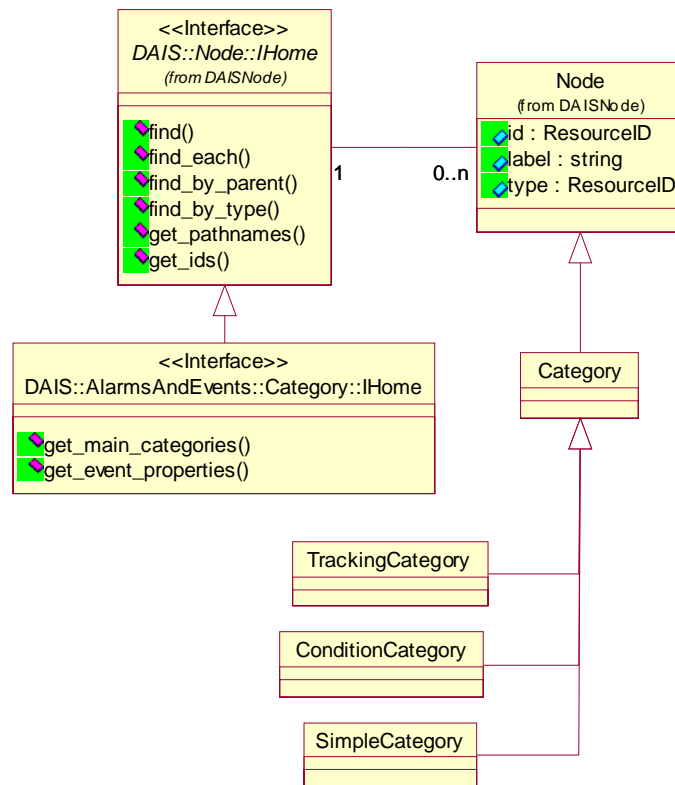 <<Interface>>
DAIS::Node::IHome
(from DAISNode)
find()
find_each()
find_by_parent()
find_by_type()
get_pathnames()
get_ids()
1
0..n
Node
(from DAISNode)
id : ResourceID
label : string
type : ResourceID
<<Interface>>
DAIS::AlarmsAndEvents::Category::IHome
get_main_categories()
get_event_properties()
Category
TrackingCategory
ConditionCategory
SimpleCategory